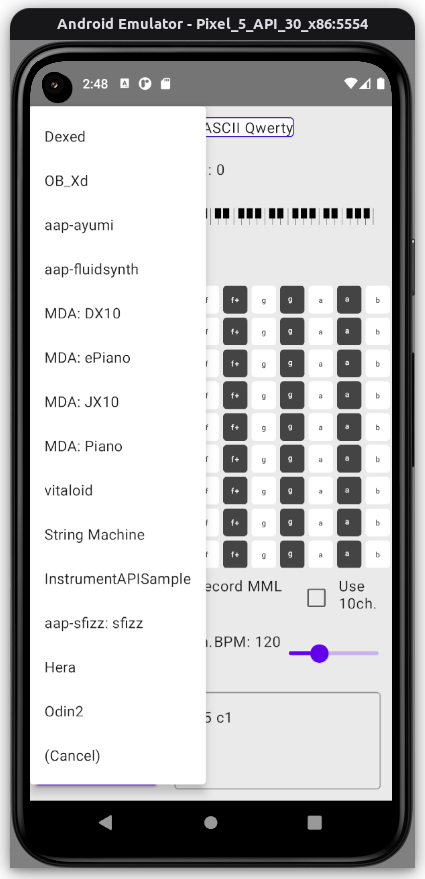 Android Emulator - Pixel_5_API_30_x86:5554
2:48
Dexed
ASCII Qwerty
OB_Xd
: 0
aap-ayumi
aap-fluidsynth
MDA: DX10
f f+ g g a a b
f f+ g g a a b
MDA: ePiano
f f+ g g a a b
MDA: JX10
f f+ g g a a b
f f+ g g a a b
MDA: Piano
f f+ g g a a b
vitaloid
f f+ g g a a b
String Machine
f f+ g g a a b
f f+ g g a a b
InstrumentAPISample
ecord MML
Use
10ch.
aap-sfizz: sfizz
.BPM: 120
Hera
Odin2
5 c1
(Cancel)